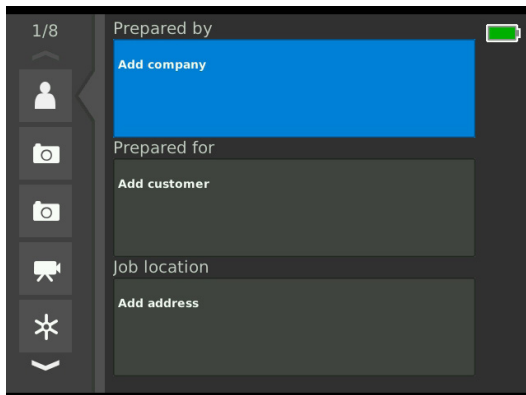 1/8
Prepared by
Add company
Prepared for
Add customer
Job location
Add address